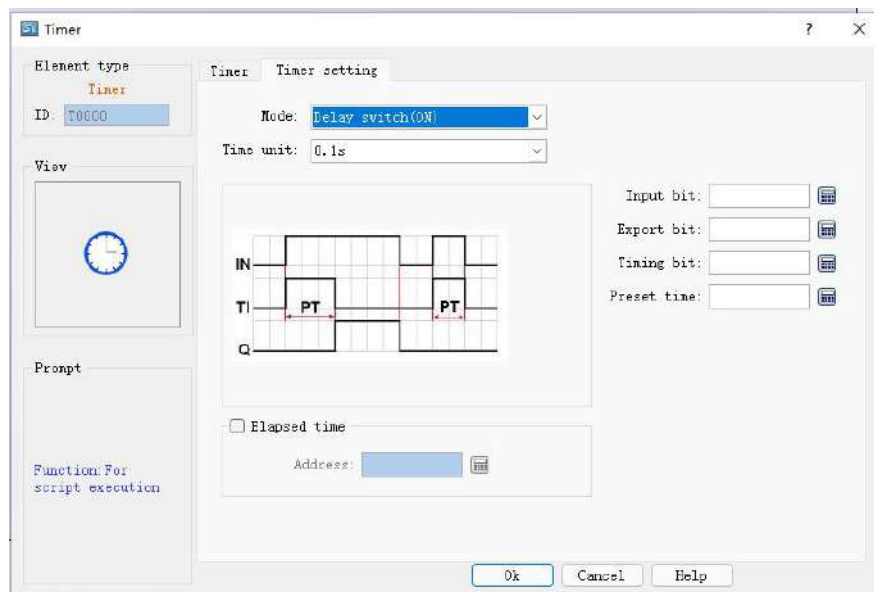 Timer
?
Element type
Timer
ID: T0000
View
Prompt
Function:For
script execution
Timer
Timer setting
Mode: Delay switch(ON)
Time unit: 0.1s
IN
TI
PT
PT
Q
Input bit:
Export bit:
Timing bit:
Preset time:
Elapsed time
Address:
Ok
Cancel
Help